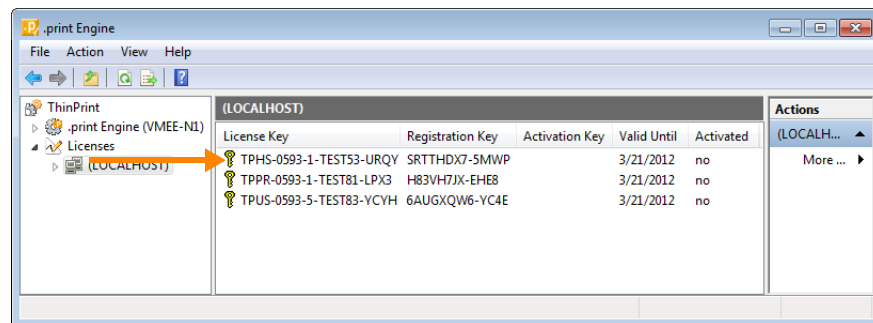 .print Engine
File Action View Help
ThinPrint
.print Engine (VMEE-N1)
Licenses
(LOCALHOST)
(LOCALHOST)
License Key Registration Key Activation Key Valid Until Activated
TPHS-0593-1-TEST53-URQY SRTTHDX7-5MWP 3/21/2012 no
TPPR-0593-1-TEST81-LPX3 H83VH7JX-EHE8 3/21/2012 no
TPUS-0593-5-TEST83-YCYH 6AUGXQW6-YC4E 3/21/2012 no
Actions
(LOCALH...
More ...